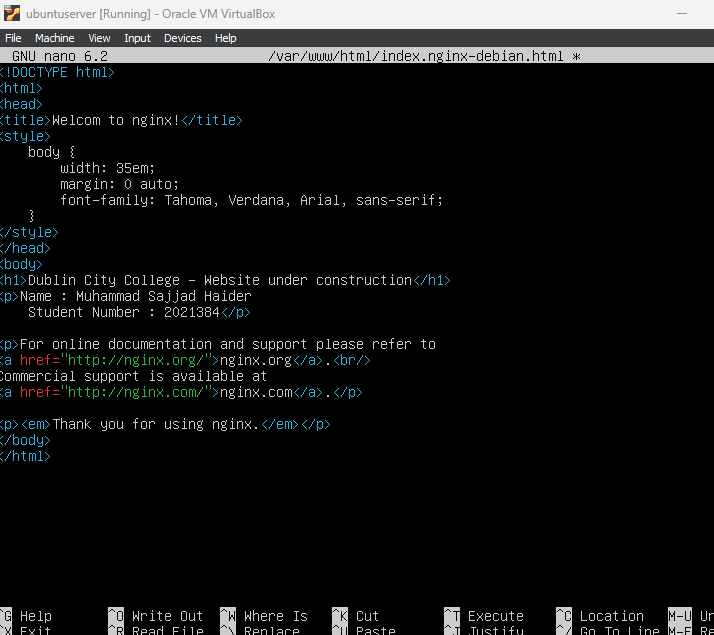 ubuntuserver [Running] - Oracle VM VirtualBox
File Machine View Input Devices Help
GNU nano 6.2 /var/www/html/index.nginx-debian.html *
<!DOCTYPE html>
<html>
<head>
<title>Welcom to nginx!</title>
<style>
    body {
        width: 35em;
        margin: 0 auto;
        font-family: Tahoma, Verdana, Arial, sans-serif;
    }
</style>
</head>
<body>
<h1>Dublin City College - Website under construction</h1>
<p>Name : Muhammad Sajjad Haider
    Student Number : 2021384</p>
<p>For online documentation and support please refer to
<a href="http://nginx.org/">nginx.org</a>.<br/>
Commercial support is available at
<a href="http://nginx.com/">nginx.com</a>.</p>
<p><em>Thank you for using nginx.</em></p>
</body>
</html>
^G Help ^O Write Out ^W Where Is ^K Cut ^T Execute ^C Location M-U
^X Exit ^R Read File ^\ Replace ^U Paste ^J Justify ^/ Go To Line M-E